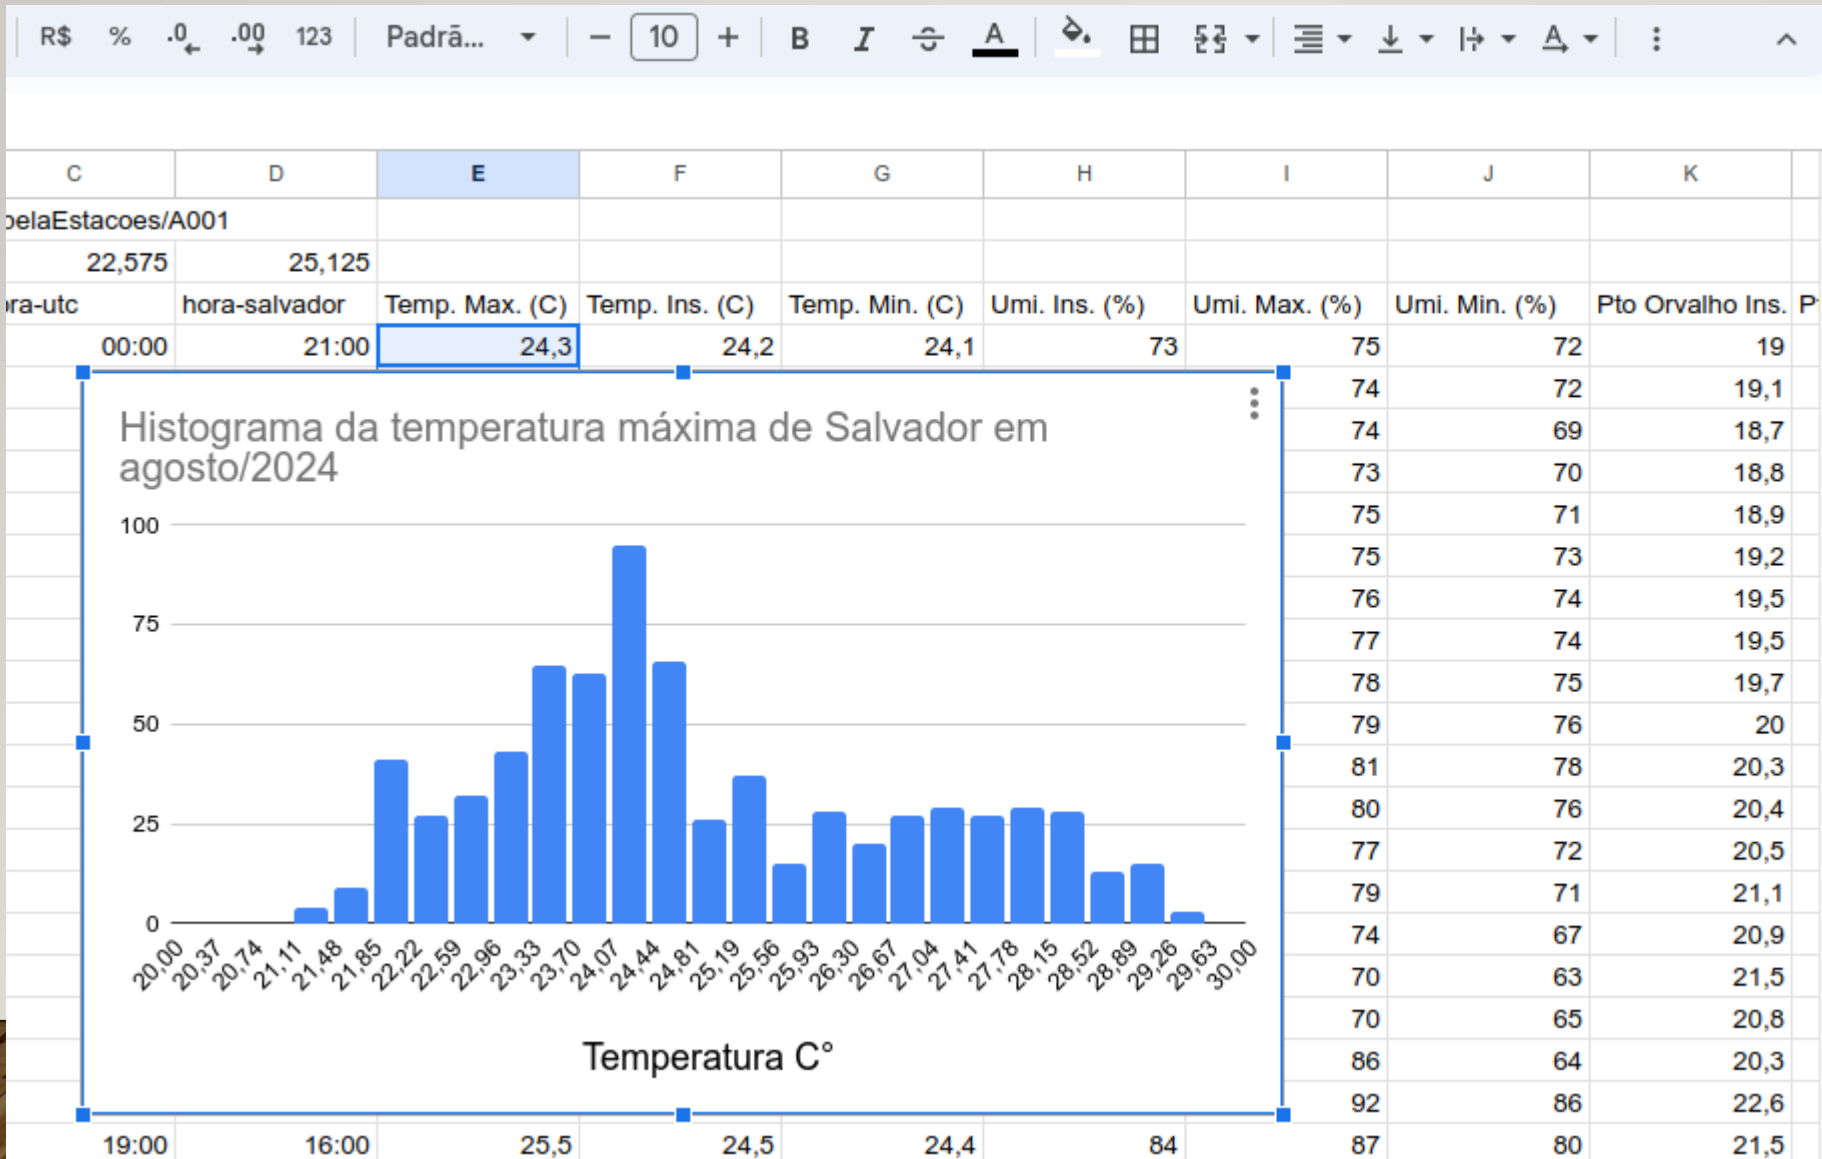 R$ % .0 .00 123 Padrã... − 10 + B I S A A
C D E F G H I J K
belaEstacoes/A001
22,575 25,125
ora-utc hora-salvador Temp. Max. (C) Temp. Ins. (C) Temp. Min. (C) Umi. Ins. (%) Umi. Max. (%) Umi. Min. (%) Pto Orvalho Ins. P
00:00 21:00 24,3 24,2 24,1 73 75 72 19
74 72 19,1
74 69 18,7
73 70 18,8
75 71 18,9
75 73 19,2
76 74 19,5
77 74 19,5
78 75 19,7
79 76 20
81 78 20,3
80 76 20,4
77 72 20,5
79 71 21,1
74 67 20,9
70 63 21,5
70 65 20,8
86 64 20,3
92 86 22,6
Histograma da temperatura máxima de Salvador em
agosto/2024
100
75
50
25
0
20,00 20,37 20,74 21,11 21,48 21,85 22,22 22,59 22,96 23,33 23,70 24,07 24,44 24,81 25,19 25,56 25,93 26,30 26,67 27,04 27,41 27,78 28,15 28,52 28,89 29,26 29,63 30,00
Temperatura C°
19:00 16:00 25,5 24,5 24,4 84 87 80 21,5